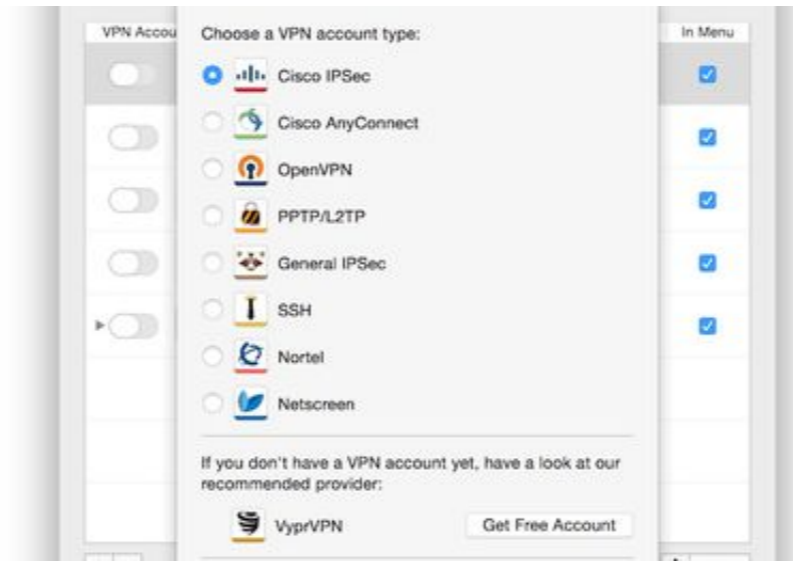 VPN Accou
Choose a VPN account type:
In Menu
Cisco IPSec
Cisco AnyConnect
OpenVPN
PPTP/L2TP
General IPSec
SSH
Nortel
Netscreen
If you don't have a VPN account yet, have a look at our
recommended provider:
VyprVPN
Get Free Account